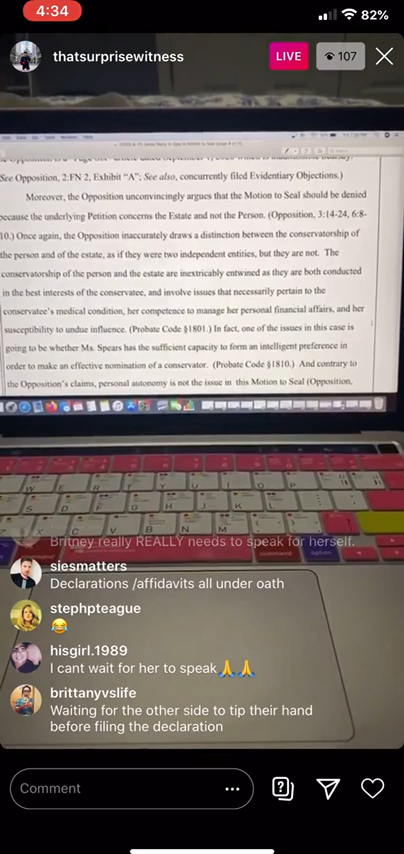 4:34
82%
thatsurprisewitness
LIVE
107
See Opposition, 2:FN 2, Exhibit "A"; See also, concurrently filed Evidentiary Objections.)
Moreover, the Opposition unconvincingly argues that the Motion to Seal should be denied
because the underlying Petition concerns the Estate and not the Person. (Opposition, 3:14-24, 6:8-
10.) Once again, the Opposition inaccurately draws a distinction between the conservatorship of
the person and of the estate, as if they were two independent entities, but they are not. The
conservatorship of the person and the estate are inextricably entwined as they are both conducted
in the best interests of the conservatee, and involve issues that necessarily pertain to the
conservatee's medical condition, her competence to manage her personal financial affairs, and her
susceptibility to undue influence. (Probate Code §1801.) In fact, one of the issues in this case is
going to be whether Ms. Spears has the sufficient capacity to form an intelligent preference in
order to make an effective nomination of a conservator. (Probate Code §1810.) And contrary to
the Opposition's claims, personal autonomy is not the issue in this Motion to Seal (Opposition,
W E R T Y U I O P
S D F G H J K L
C V B N M
command option
Britney really REALLY needs to speak for herself.
siesmatters
Declarations /affidavits all under oath
stephpteague
😂
hisgirl.1989
I cant wait for her to speak🙏🙏
brittanyvslife
Waiting for the other side to tip their hand
before filing the declaration
Comment